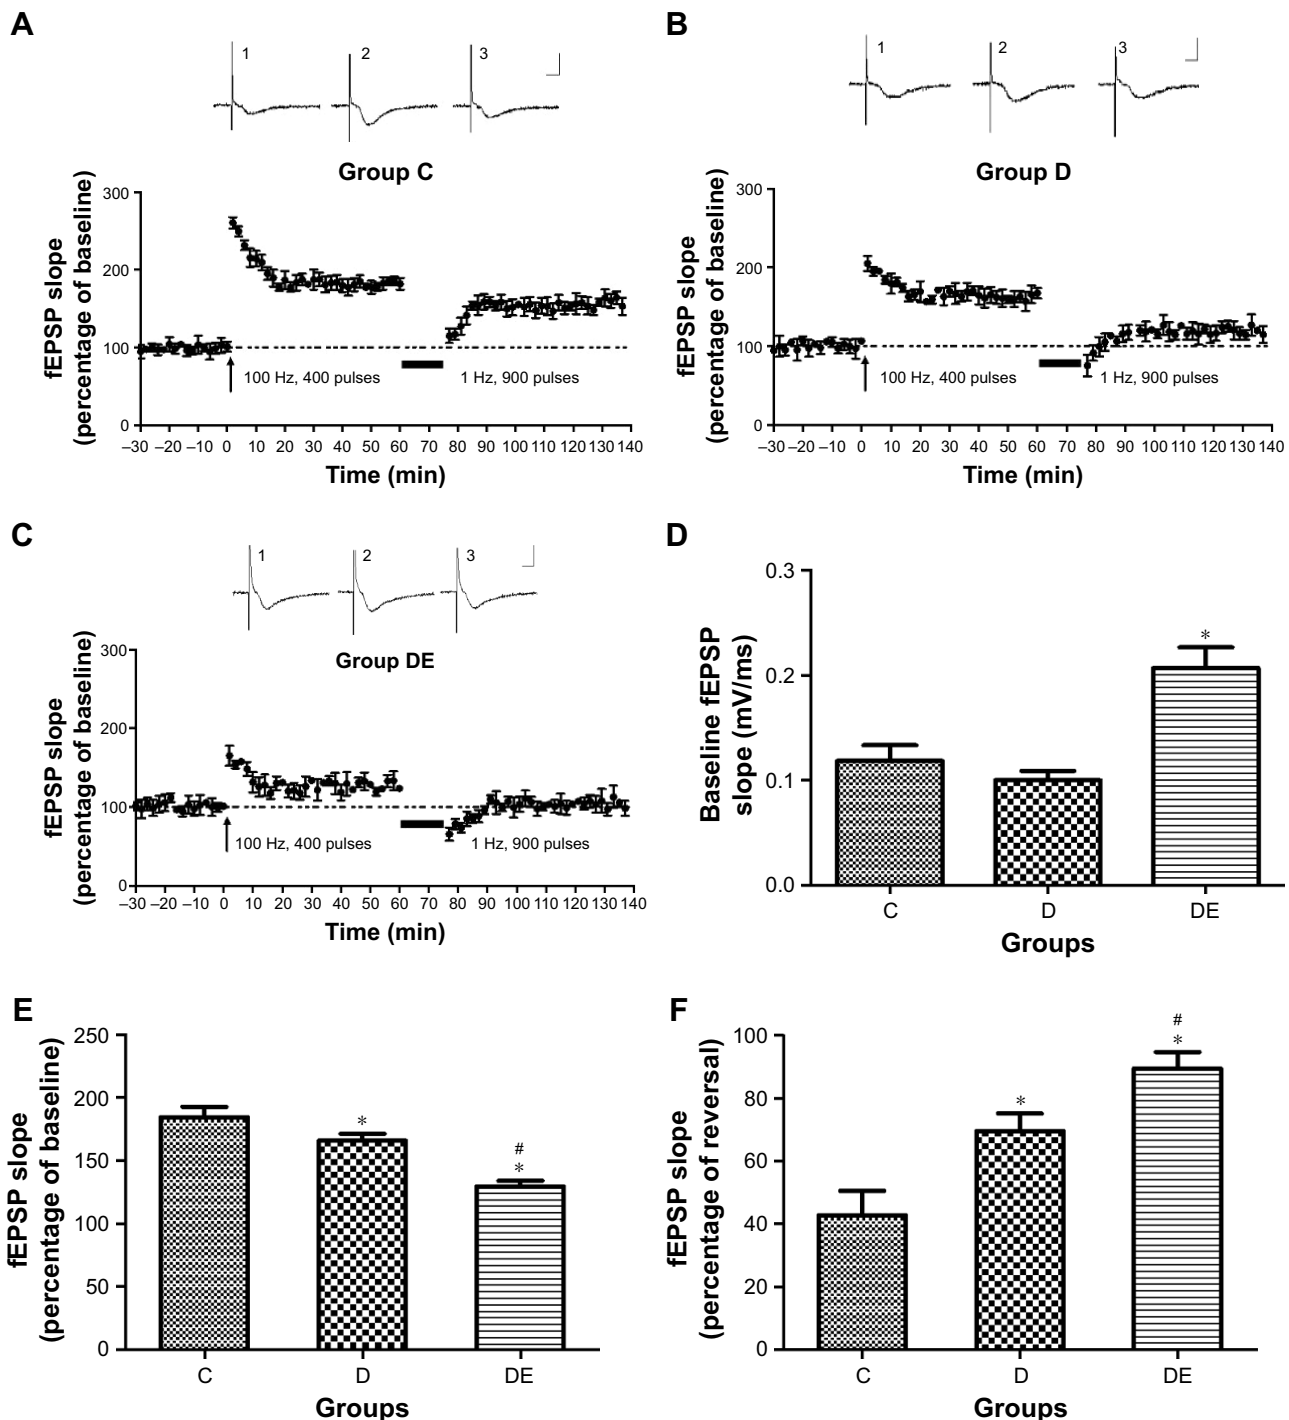 A
1 2 3
Group C
fEPSP slope
(percentage of baseline)
300
200
100
0
100 Hz, 400 pulses 1 Hz, 900 pulses
–30 –20 –10 0 10 20 30 40 50 60 70 80 90 100 110 120 130 140
Time (min)
B
1 2 3
Group D
fEPSP slope
(percentage of baseline)
300
200
100
0
100 Hz, 400 pulses 1 Hz, 900 pulses
–30 –20 –10 0 10 20 30 40 50 60 70 80 90 100 110 120 130 140
Time (min)
C
1 2 3
Group DE
fEPSP slope
(percentage of baseline)
300
200
100
0
100 Hz, 400 pulses 1 Hz, 900 pulses
–30 –20 –10 0 10 20 30 40 50 60 70 80 90 100 110 120 130 140
Time (min)
D
Baseline fEPSP
slope (mV/ms)
0.3
0.2
0.1
0.0
*
C D DE
Groups
E
fEPSP slope
(percentage of baseline)
250
200
150
100
50
0
*
#
*
C D DE
Groups
F
fEPSP slope
(percentage of reversal)
100
80
60
40
20
0
*
#
*
C D DE
Groups